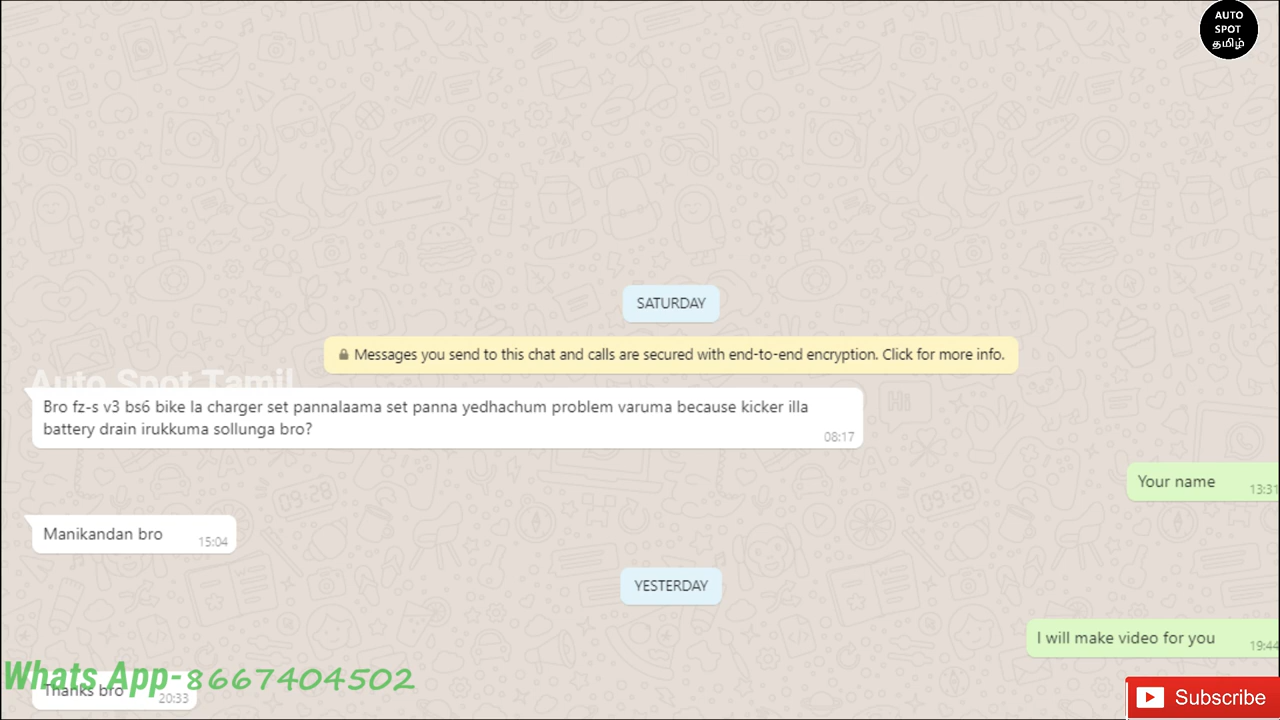 AUTO
SPOT
தமிழ்
SATURDAY
Messages you send to this chat and calls are secured with end-to-end encryption. Click for more info.
Auto Spot Tamil
Bro fz-s v3 bs6 bike la charger set pannalaama set panna yedhachum problem varuma because kicker illa
battery drain irukkuma sollunga bro?
08:17
Your name 13:31
Manikandan bro 15:04
YESTERDAY
I will make video for you 19:44
Whats App-8667404502
Thanks bro 20:33
Subscribe